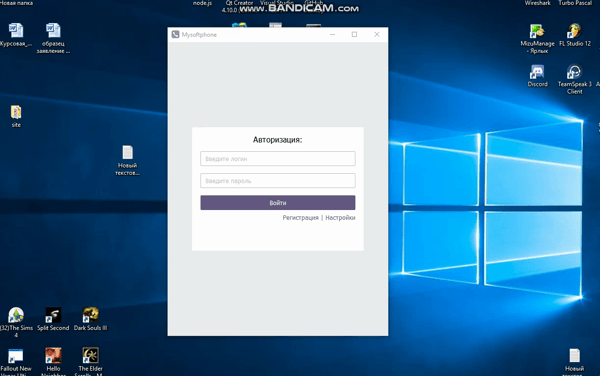 Новая папка
node.js
Qt Creator
4.10.0
Visual Studio
GitHub
www.BANDICAM.com
Wireshark
Turbo Pascal
Курсовая_...
образец
заявление ...
MizuManage -
Ярлык
FL Studio 12
Discord
TeamSpeak 3
Client
site
Новый
текстов...
Mysoftphone
Авторизация:
Введите логин
Введите пароль
Войти
Регистрация | Настройки
(32)The Sims
4
Split Second
Dark Souls III
Fallout New
Hello
The Elder
Новый